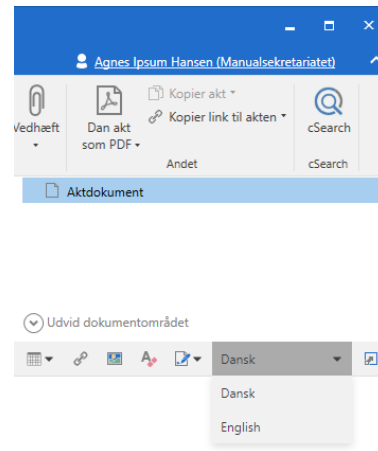 Agnes Ipsum Hansen (Manualsekretariatet)
Vedhæft
Dan akt
som PDF
Kopier akt
Kopier link til akten
Andet
cSearch
cSearch
Aktdokument
Udvid dokumentområdet
Dansk
Dansk
English